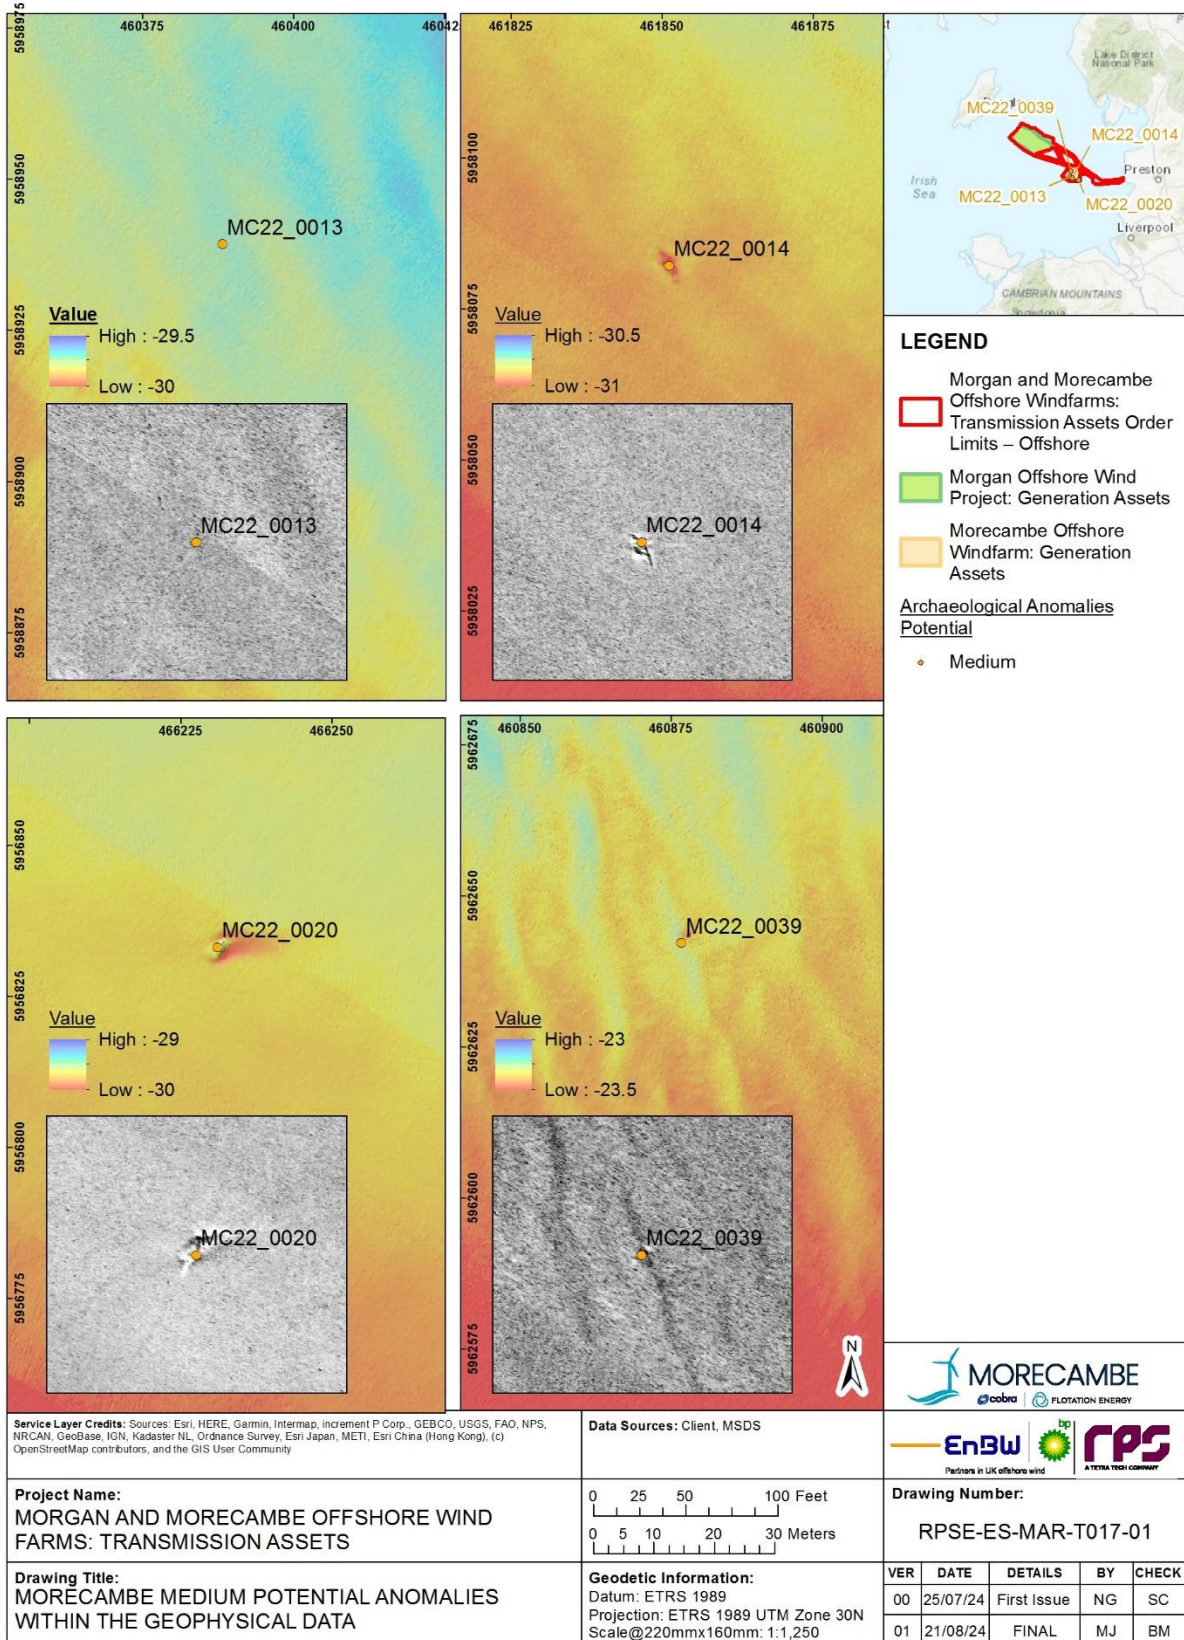 460375
460400
46042
5958975
5958950
5958925
5958900
5958875
MC22_0013
Value
High : -29.5
Low : -30
MC22_0013
461825
461850
461875
5958100
5958075
5958050
5958025
MC22_0014
Value
High : -30.5
Low : -31
MC22_0014
466225
466250
5956850
5956825
5956800
5956775
MC22_0020
Value
High : -29
Low : -30
MC22_0020
460850
460875
460900
5962675
5962650
5962625
5962600
5962575
MC22_0039
Value
High : -23
Low : -23.5
MC22_0039
N
Lake District
National Park
MC22_0039
MC22_0014
Preston
Irish
Sea
MC22_0013
MC22_0020
Liverpool
CAMBRIAN MOUNTAINS
LEGEND
Morgan and Morecambe
Offshore Windfarms:
Transmission Assets Order
Limits – Offshore
Morgan Offshore Wind
Project: Generation Assets
Morecambe Offshore
Windfarm: Generation
Assets
Archaeological Anomalies
Potential
Medium
MORECAMBE
cobra
FLOTATION ENERGY
EnBW
bp
Partners in UK offshore wind
rps
A TETRA TECH COMPANY
Service Layer Credits: Sources: Esri, HERE, Garmin, Intermap, increment P Corp., GEBCO, USGS, FAO, NPS,
NRCAN, GeoBase, IGN, Kadaster NL, Ordnance Survey, Esri Japan, METI, Esri China (Hong Kong), (c)
OpenStreetMap contributors, and the GIS User Community
Data Sources: Client, MSDS
Project Name:
MORGAN AND MORECAMBE OFFSHORE WIND
FARMS: TRANSMISSION ASSETS
0 25 50 100 Feet
0 5 10 20 30 Meters
Drawing Number:
RPSE-ES-MAR-T017-01
Drawing Title:
MORECAMBE MEDIUM POTENTIAL ANOMALIES
WITHIN THE GEOPHYSICAL DATA
Geodetic Information:
Datum: ETRS 1989
Projection: ETRS 1989 UTM Zone 30N
Scale@220mmx160mm: 1:1,250
VER DATE DETAILS BY CHECK
00 25/07/24 First Issue NG SC
01 21/08/24 FINAL MJ BM